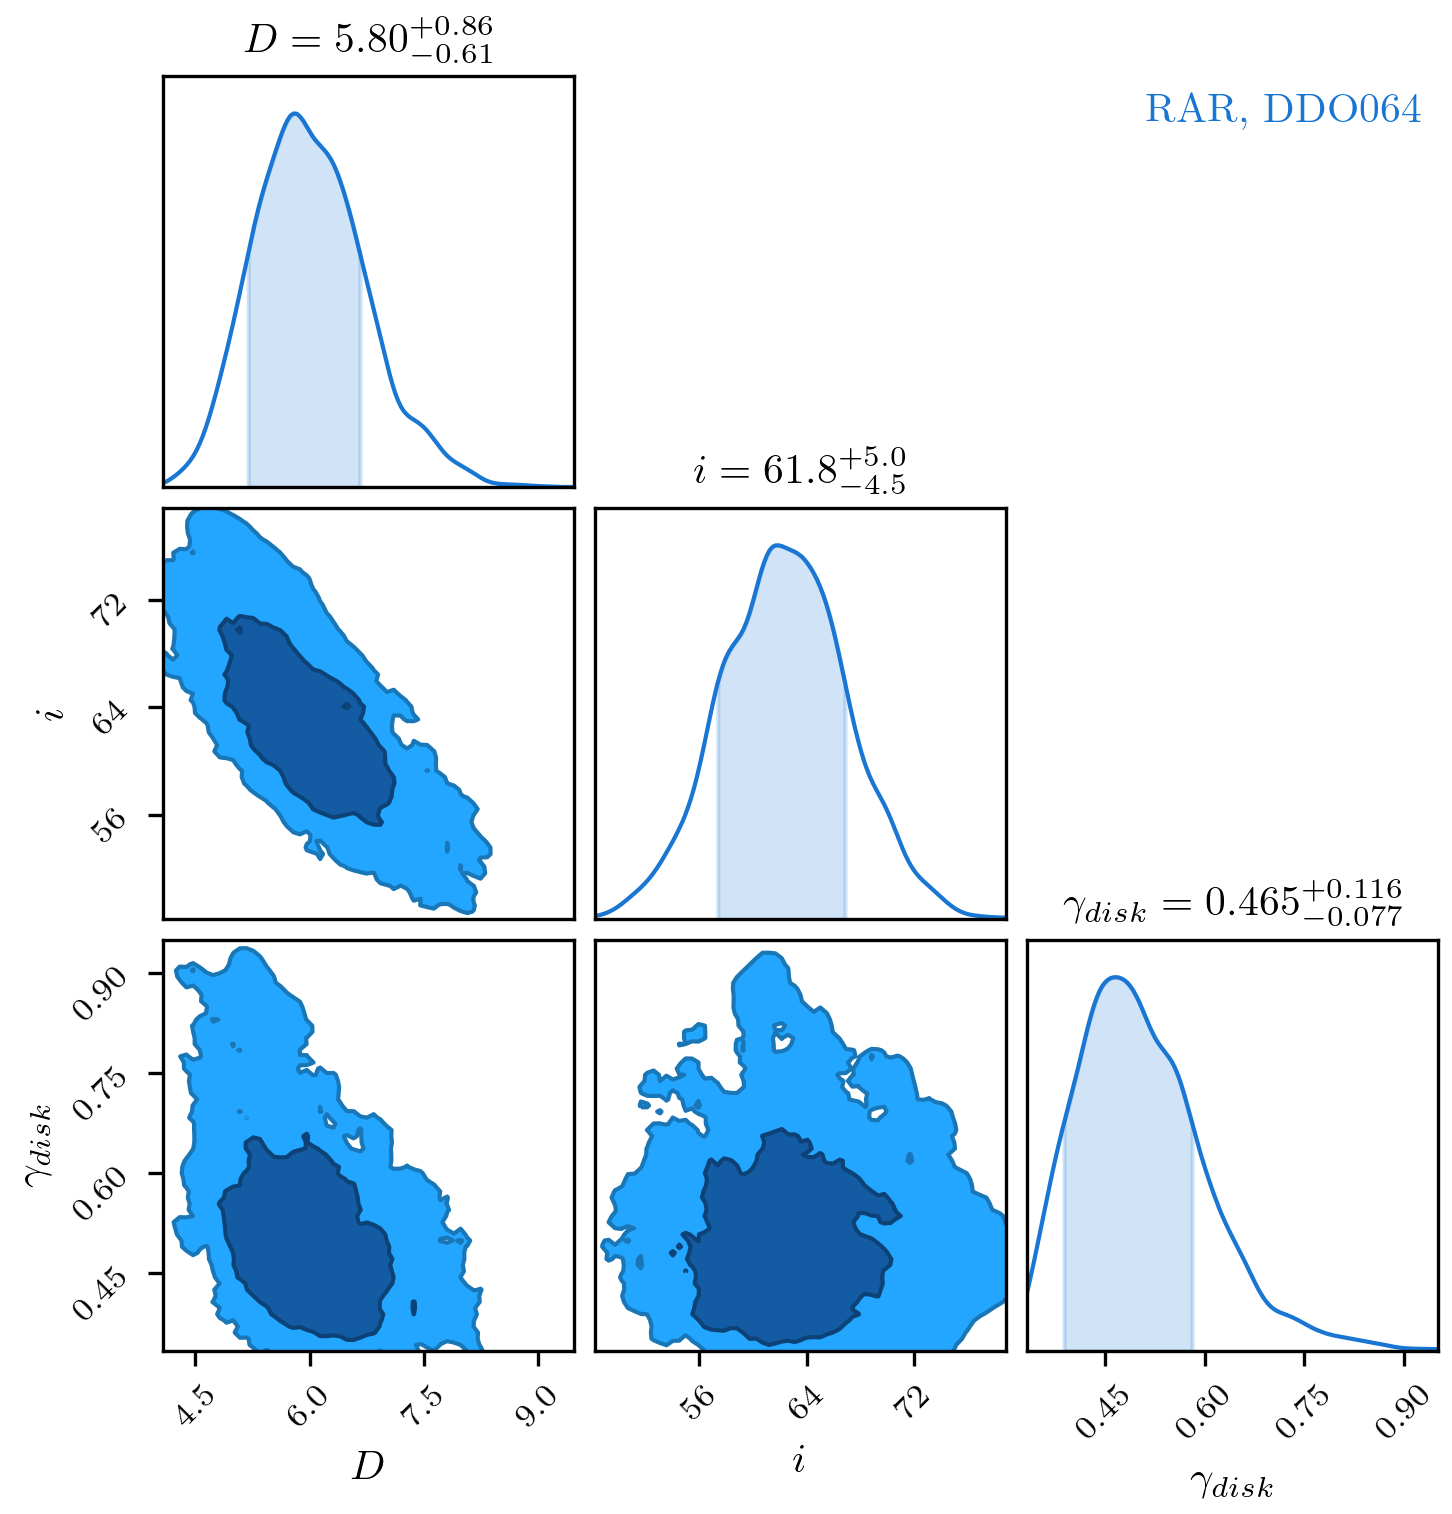 D = 5.80^{+0.86}_{-0.61}
RAR, DDO064
i = 61.8^{+5.0}_{-4.5}
72
64
56
i
γ_{disk} = 0.465^{+0.116}_{-0.077}
0.90
0.75
0.60
0.45
γ_{disk}
4.5 6.0 7.5 9.0
56 64 72
0.45 0.60 0.75 0.90
D
i
γ_{disk}